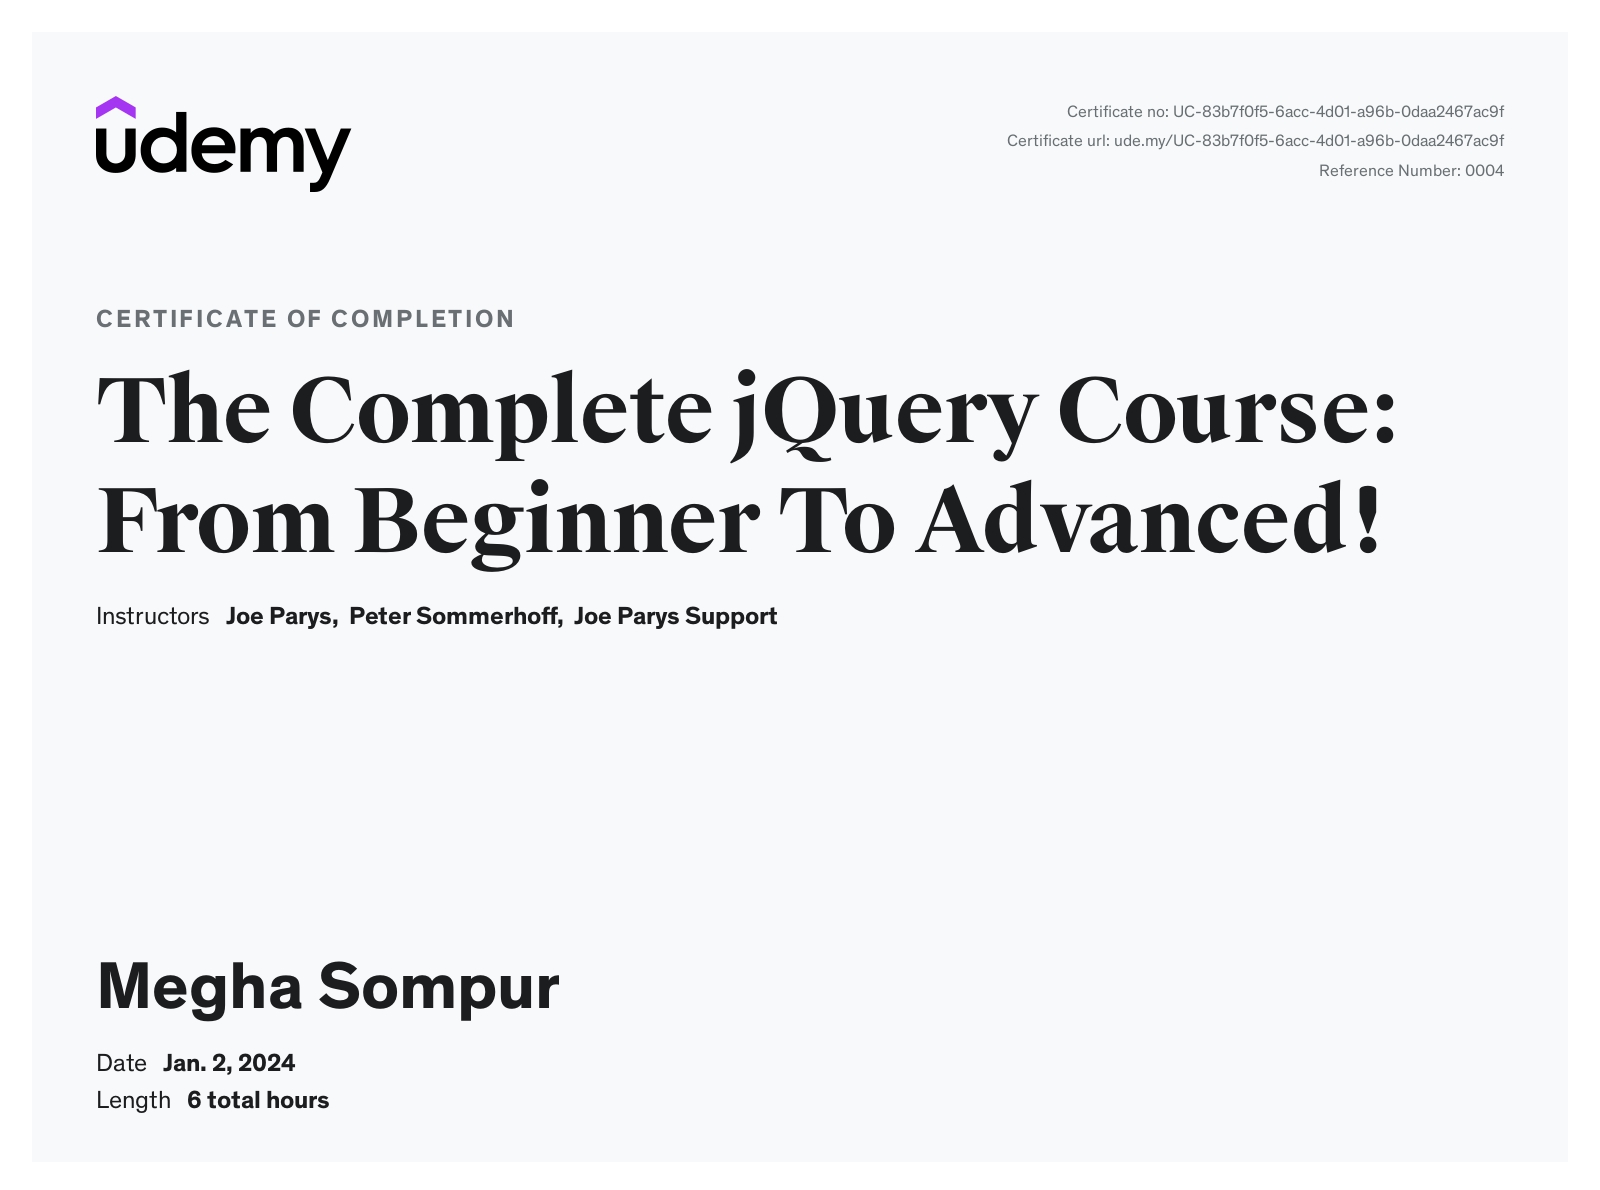 udemy
Certificate no: UC-83b7f0f5-6acc-4d01-a96b-0daa2467ac9f
Certificate url: ude.my/UC-83b7f0f5-6acc-4d01-a96b-0daa2467ac9f
Reference Number: 0004
CERTIFICATE OF COMPLETION
The Complete jQuery Course:
From Beginner To Advanced!
Instructors Joe Parys, Peter Sommerhoff, Joe Parys Support
Megha Sompur
Date Jan. 2, 2024
Length 6 total hours